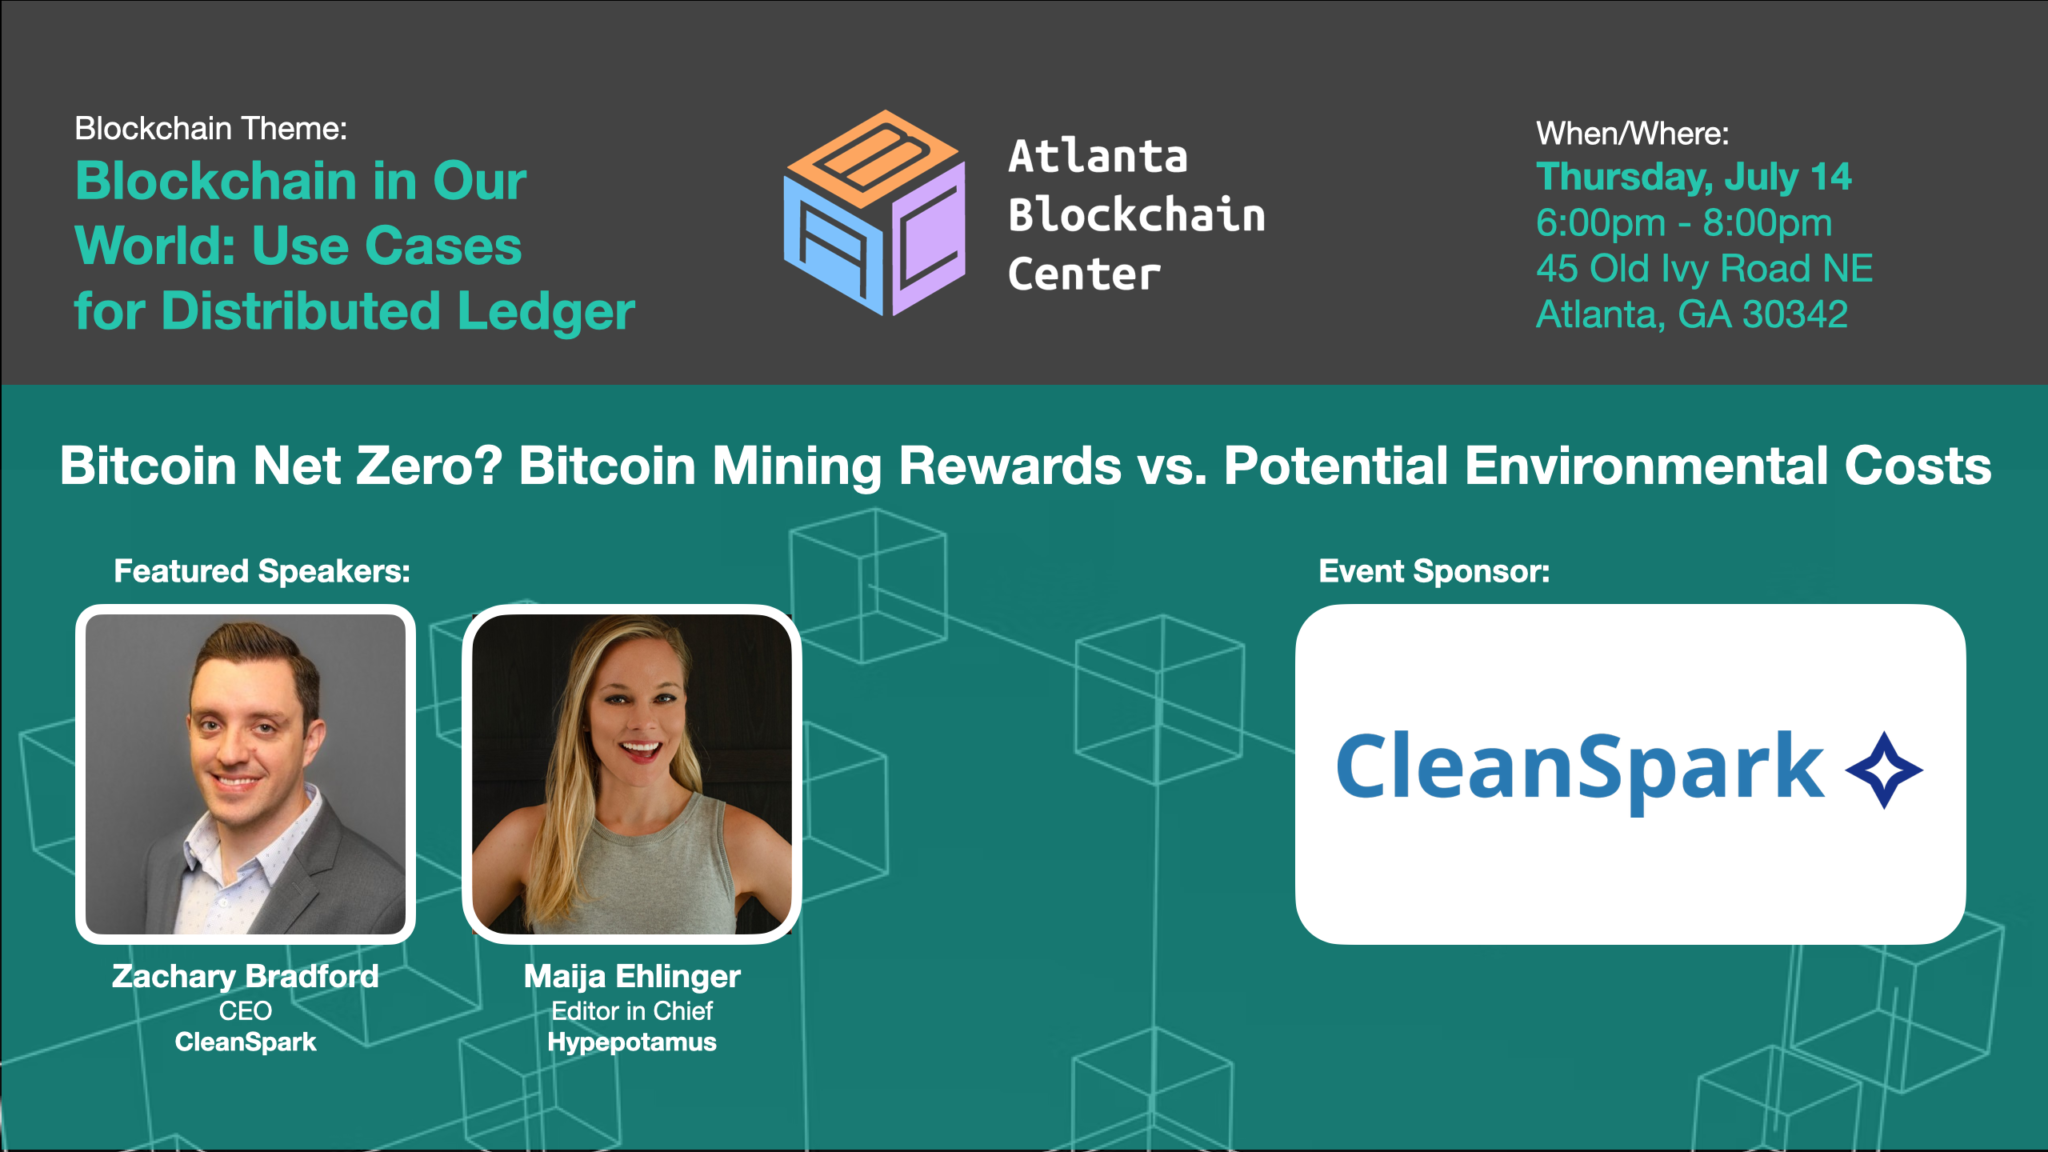 Blockchain Theme:
Blockchain in Our
World: Use Cases
for Distributed Ledger
B
A
C
Atlanta
Blockchain
Center
When/Where:
Thursday, July 14
6:00pm - 8:00pm
45 Old Ivy Road NE
Atlanta, GA 30342
Bitcoin Net Zero? Bitcoin Mining Rewards vs. Potential Environmental Costs
Featured Speakers:
Zachary Bradford
CEO
CleanSpark
Maija Ehlinger
Editor in Chief
Hypepotamus
Event Sponsor:
CleanSpark